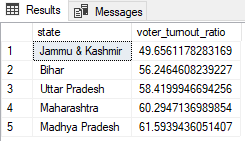 Results Messages
state voter_turnout_ratio
1 Jammu & Kashmir 49.6561178283169
2 Bihar 56.2464608239227
3 Uttar Pradesh 58.4199946294256
4 Maharashtra 60.2947136989854
5 Madhya Pradesh 61.5939436051407